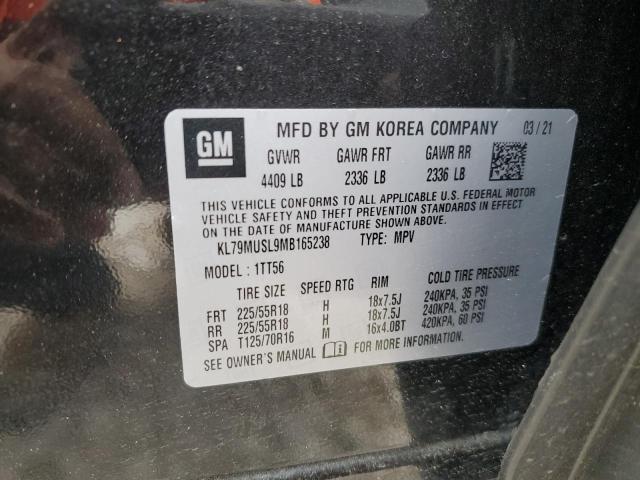 GM MFD BY GM KOREA COMPANY 03/21
GVWR GAWR FRT GAWR RR
4409 LB 2336 LB 2336 LB
THIS VEHICLE CONFORMS TO ALL APPLICABLE U.S. FEDERAL MOTOR
VEHICLE SAFETY AND THEFT PREVENTION STANDARDS IN EFFECT
ON THE DATE OF MANUFACTURE SHOWN ABOVE.
KL79MUSL9MB165238 TYPE: MPV
MODEL: 1TT56
TIRE SIZE SPEED RTG RIM COLD TIRE PRESSURE
FRT 225/55R18 H 18x7.5J 240KPA, 35 PSI
RR 225/55R18 H 18x7.5J 240KPA, 35 PSI
SPA T125/70R16 M 16x4.0BT 420KPA, 60 PSI
SEE OWNER'S MANUAL FOR MORE INFORMATION.